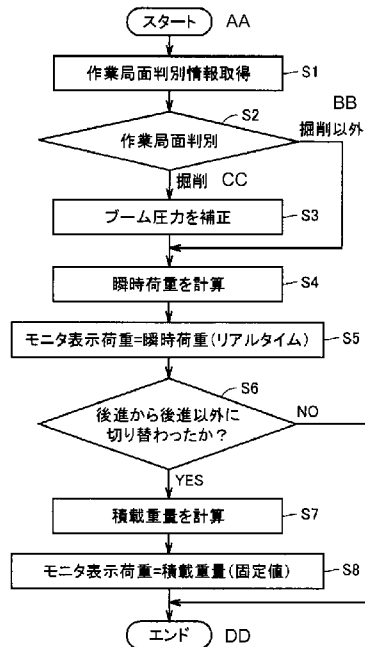 スタート AA
作業局面判別情報取得 S1
S2
作業局面判別
BB
掘削以外
掘削 CC
ブーム圧力を補正 S3
瞬時荷重を計算 S4
モニタ表示荷重=瞬時荷重(リアルタイム) S5
S6
後進から後進以外に
切り替わったか?
NO
YES
積載重量を計算 S7
モニタ表示荷重=積載重量(固定値) S8
エンド DD